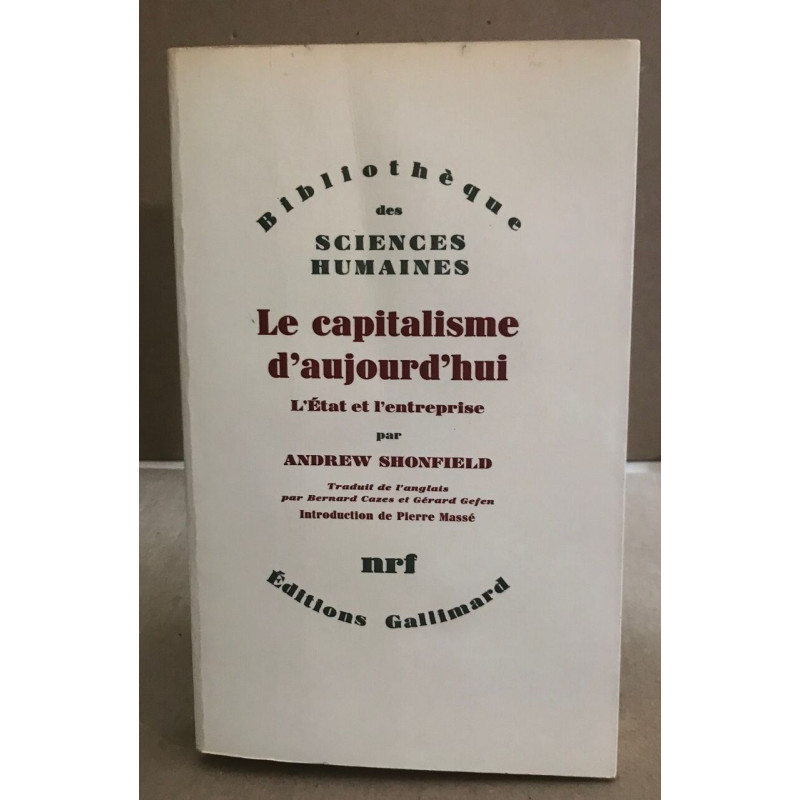 Bibliothèque
des
SCIENCES
HUMAINES
Le capitalisme
d'aujourd'hui
L'État et l'entreprise
par
ANDREW SHONFIELD
Traduit de l'anglais
par Bernard Cazes et Gérard Gefen
Introduction de Pierre Massé
nrf
Éditions Gallimard